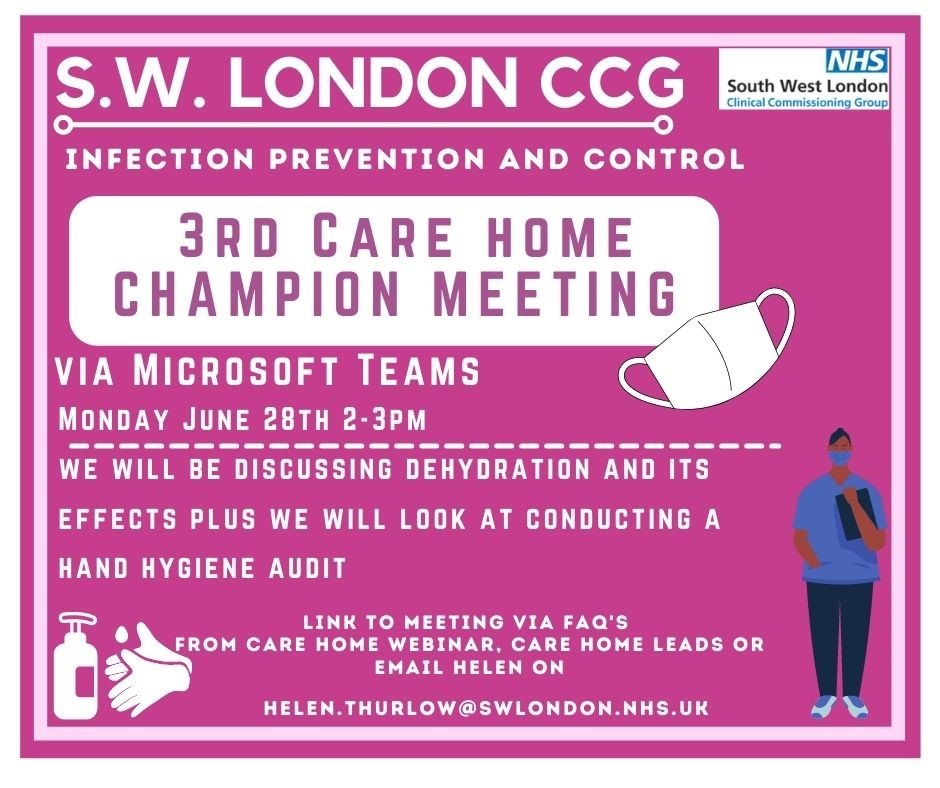 S.W. LONDON CCG
NHS
South West London
Clinical Commissioning Group
INFECTION PREVENTION AND CONTROL
3RD CARE HOME
CHAMPION MEETING
VIA MICROSOFT TEAMS
MONDAY JUNE 28TH 2-3PM
WE WILL BE DISCUSSING DEHYDRATION AND ITS
EFFECTS PLUS WE WILL LOOK AT CONDUCTING A
HAND HYGIENE AUDIT
LINK TO MEETING VIA FAQ'S
FROM CARE HOME WEBINAR, CARE HOME LEADS OR
EMAIL HELEN ON
HELEN.THURLOW@SWLONDON.NHS.UK